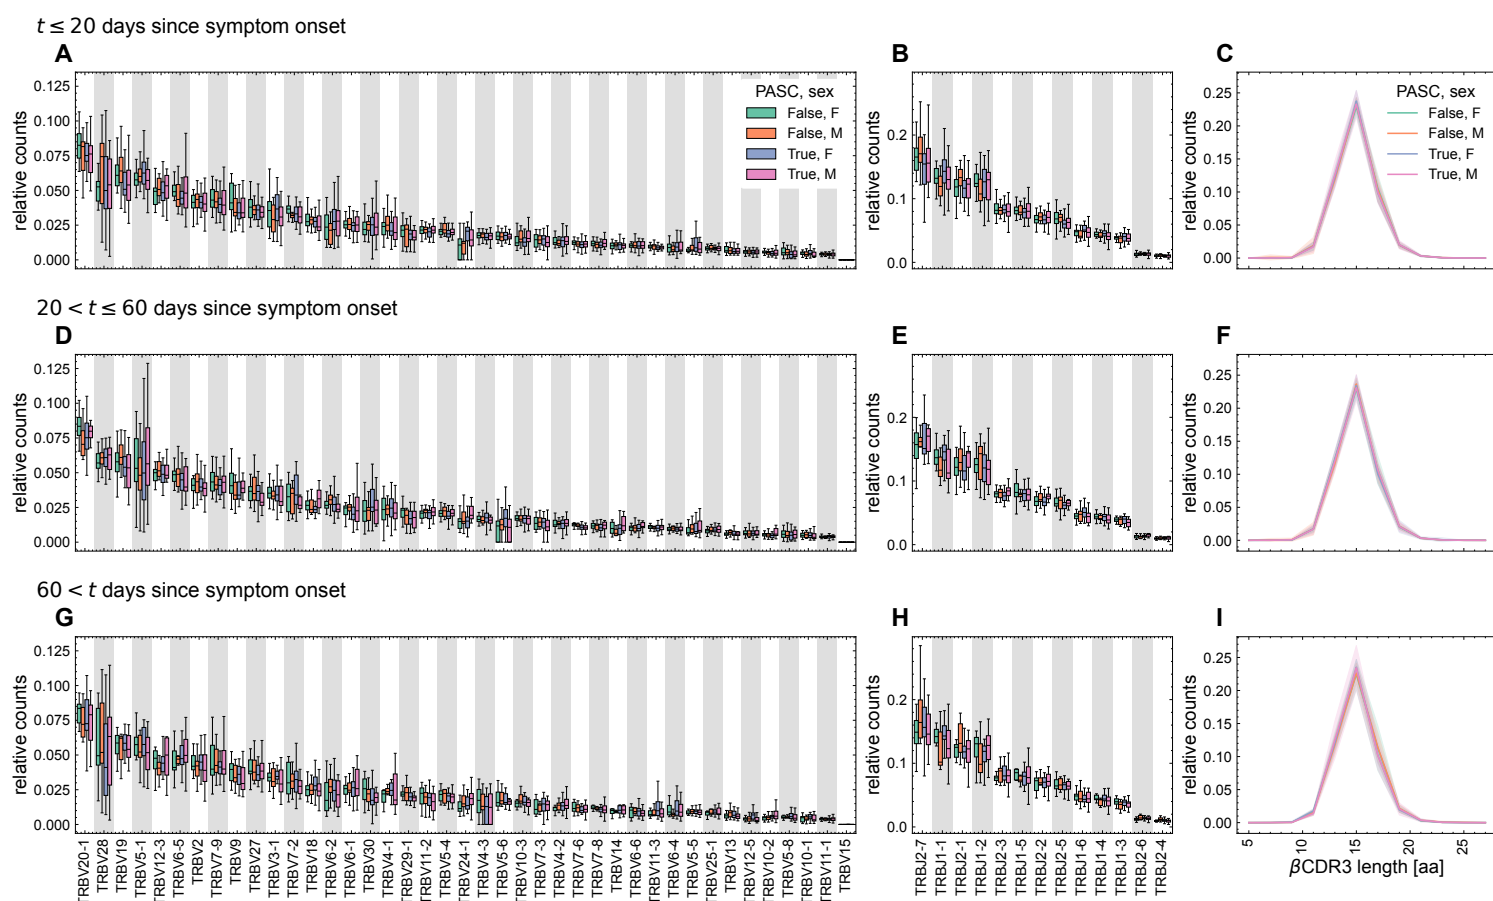 t ≤ 20 days since symptom onset
A
B
C
relative counts
0.125
0.100
0.075
0.050
0.025
0.000
PASC, sex
False, F
False, M
True, F
True, M
relative counts
0.2
0.1
0.0
relative counts
0.25
0.20
0.15
0.10
0.05
0.00
PASC, sex
False, F
False, M
True, F
True, M
20 < t ≤ 60 days since symptom onset
D
E
F
relative counts
0.125
0.100
0.075
0.050
0.025
0.000
relative counts
0.2
0.1
0.0
relative counts
0.25
0.20
0.15
0.10
0.05
0.00
60 < t days since symptom onset
G
H
I
relative counts
0.125
0.100
0.075
0.050
0.025
0.000
TRBV20-1
TRBV28
TRBV19
TRBV5-1
TRBV12-3
TRBV6-5
TRBV2
TRBV7-9
TRBV9
TRBV27
TRBV3-1
TRBV7-2
TRBV18
TRBV6-2
TRBV6-1
TRBV30
TRBV4-1
TRBV29-1
TRBV11-2
TRBV5-4
TRBV24-1
TRBV4-3
TRBV5-6
TRBV10-3
TRBV7-3
TRBV4-2
TRBV7-6
TRBV7-8
TRBV14
TRBV6-6
TRBV11-3
TRBV6-4
TRBV5-5
TRBV25-1
TRBV13
TRBV12-5
TRBV10-2
TRBV5-8
TRBV10-1
TRBV11-1
TRBV15
relative counts
0.2
0.1
0.0
TRBJ2-7
TRBJ1-1
TRBJ2-1
TRBJ1-2
TRBJ2-3
TRBJ1-5
TRBJ2-2
TRBJ2-5
TRBJ1-6
TRBJ1-4
TRBJ1-3
TRBJ2-6
TRBJ2-4
relative counts
0.25
0.20
0.15
0.10
0.05
0.00
5
10
15
20
25
βCDR3 length [aa]